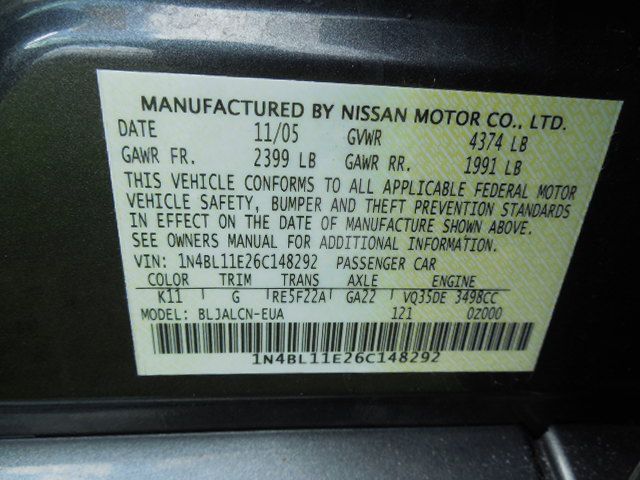 MANUFACTURED BY NISSAN MOTOR CO., LTD.
DATE 11/05 GVWR 4374 LB
GAWR FR. 2399 LB GAWR RR. 1991 LB
THIS VEHICLE CONFORMS TO ALL APPLICABLE FEDERAL MOTOR
VEHICLE SAFETY, BUMPER AND THEFT PREVENTION STANDARDS
IN EFFECT ON THE DATE OF MANUFACTURE SHOWN ABOVE.
SEE OWNERS MANUAL FOR ADDITIONAL INFORMATION.
VIN: 1N4BL11E26C148292 PASSENGER CAR
COLOR TRIM TRANS AXLE ENGINE
K11 G RE5F22A GA22 VQ35DE 3498CC
MODEL: BLJALCN-EUA 121 0Z000
1N4BL11E26C148292